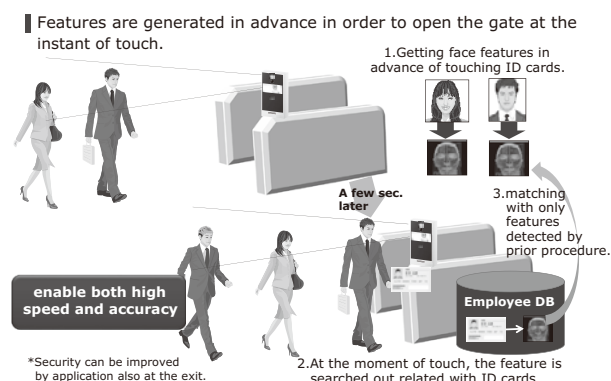 Features are generated in advance in order to open the gate at the
instant of touch.
1.Getting face features in
advance of touching ID cards.
A few sec.
later
3.matching
with only
features
detected by
prior procedure.
enable both high
speed and accuracy
Employee DB
*Security can be improved
by application also at the exit.
2.At the moment of touch, the feature is
searched out related with ID cards